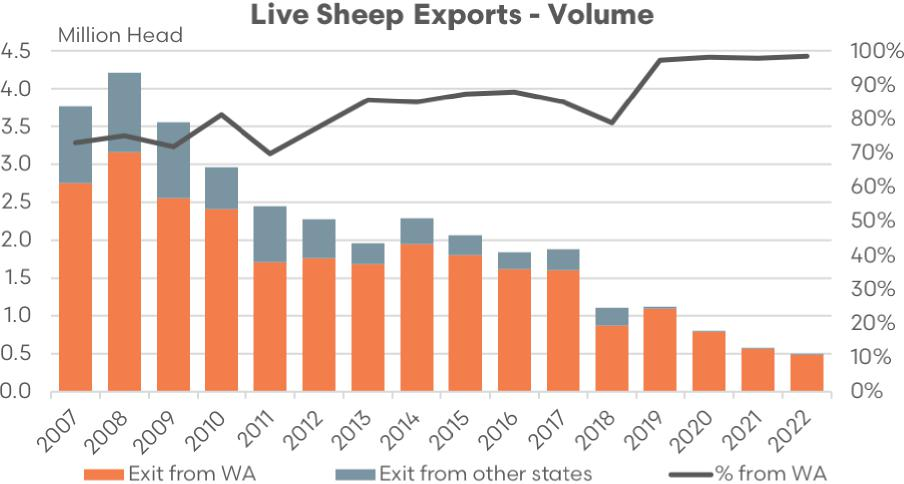 Live Sheep Exports - Volume
Million Head
4.5 100%
4.0 90%
3.5 80%
3.0 70%
2.5 60%
2.0 50%
1.5 40%
1.0 30%
0.5 20%
0.0 10%
0%
2007 2008 2009 2010 2011 2012 2013 2014 2015 2016 2017 2018 2019 2020 2021 2022
Exit from WA Exit from other states % from WA